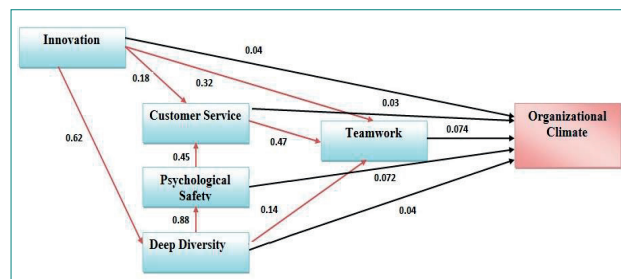 Innovation
0.04
0.18
0.32
0.03
Customer Service
Organizational
Climate
Teamwork
0.074
0.62
0.47
0.45
Psychological
Safety
0.072
0.88
0.14
0.04
Deep Diversity